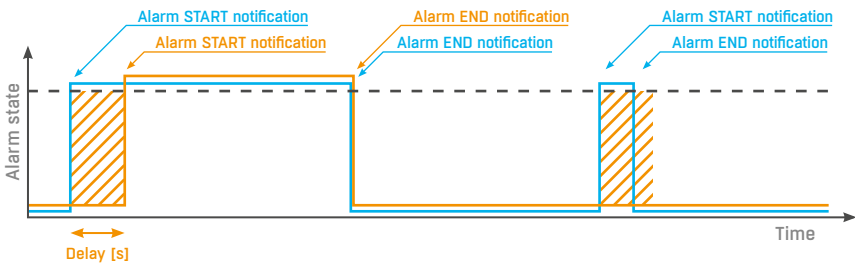 Alarm START notification
Alarm END notification
Alarm START notification
Alarm START notification
Alarm END notification
Alarm END notification
Alarm state
Time
Delay [s]